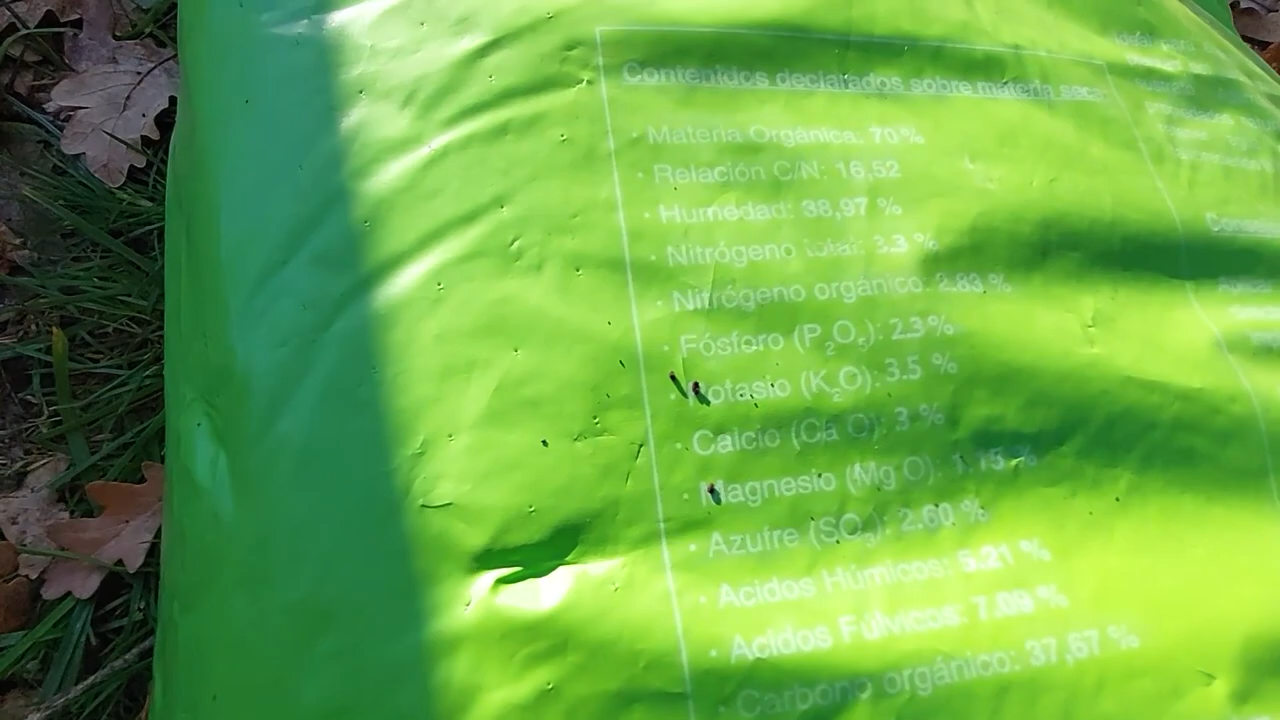 Contenidos declarados sobre materia seca
· Materia Orgánica: 70 %
· Relación C/N: 16,52
· Humedad: 38,97 %
· Nitrógeno total: 3.3 %
· Nitrógeno orgánico: 2.83 %
· Fósforo (P₂O₅): 2.3%
· Potasio (K₂O): 3.5 %
· Calcio (Ca O): 3 %
· Magnesio (Mg O): 1.15 %
· Azufre (SO₃): 2.60 %
· Acidos Húmicos: 5.21 %
· Acidos Fúlvicos: 7.09 %
· Carbono orgánico: 37,67 %